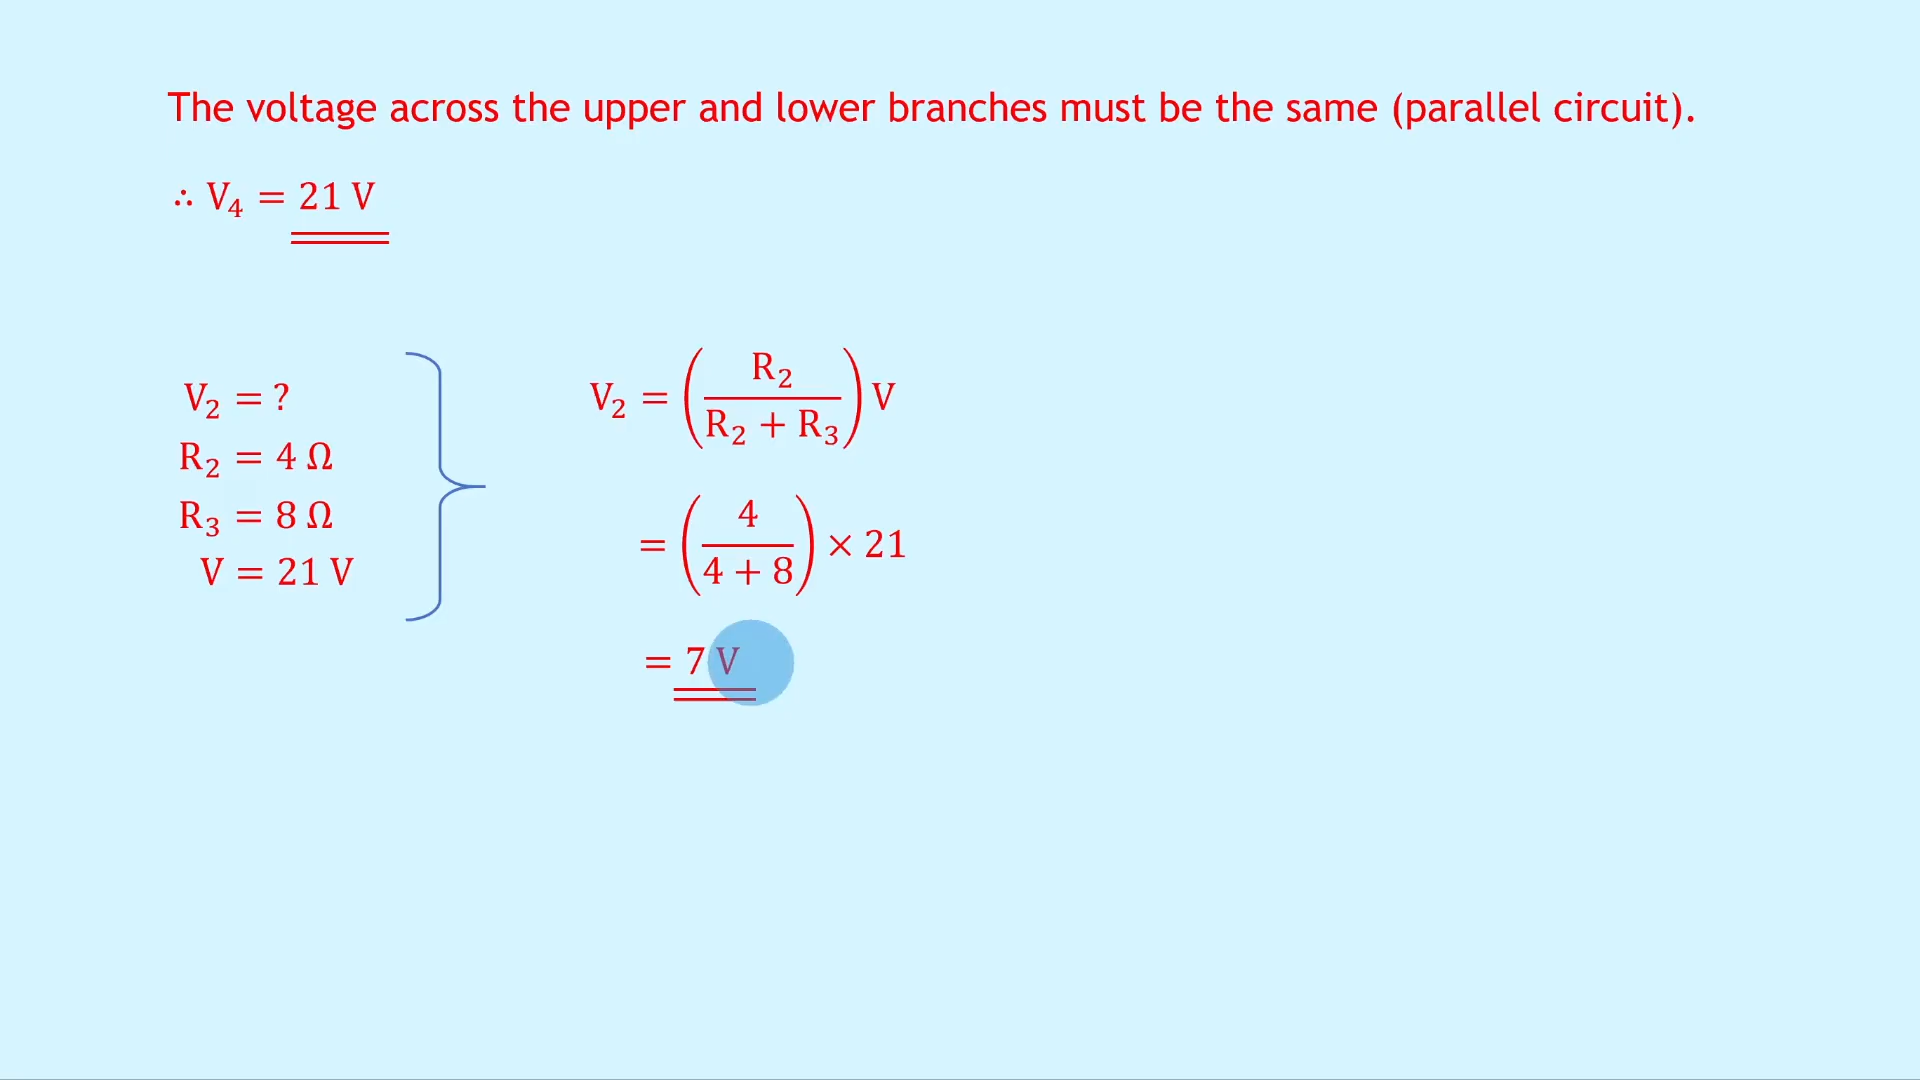 The voltage across the upper and lower branches must be the same (parallel circuit).
∴ V₄ = 21 V
V₂ = ?
R₂ = 4 Ω
R₃ = 8 Ω
V = 21 V
V₂ = (R₂ / (R₂ + R₃)) V
= (4 / (4 + 8)) × 21
= 7 V